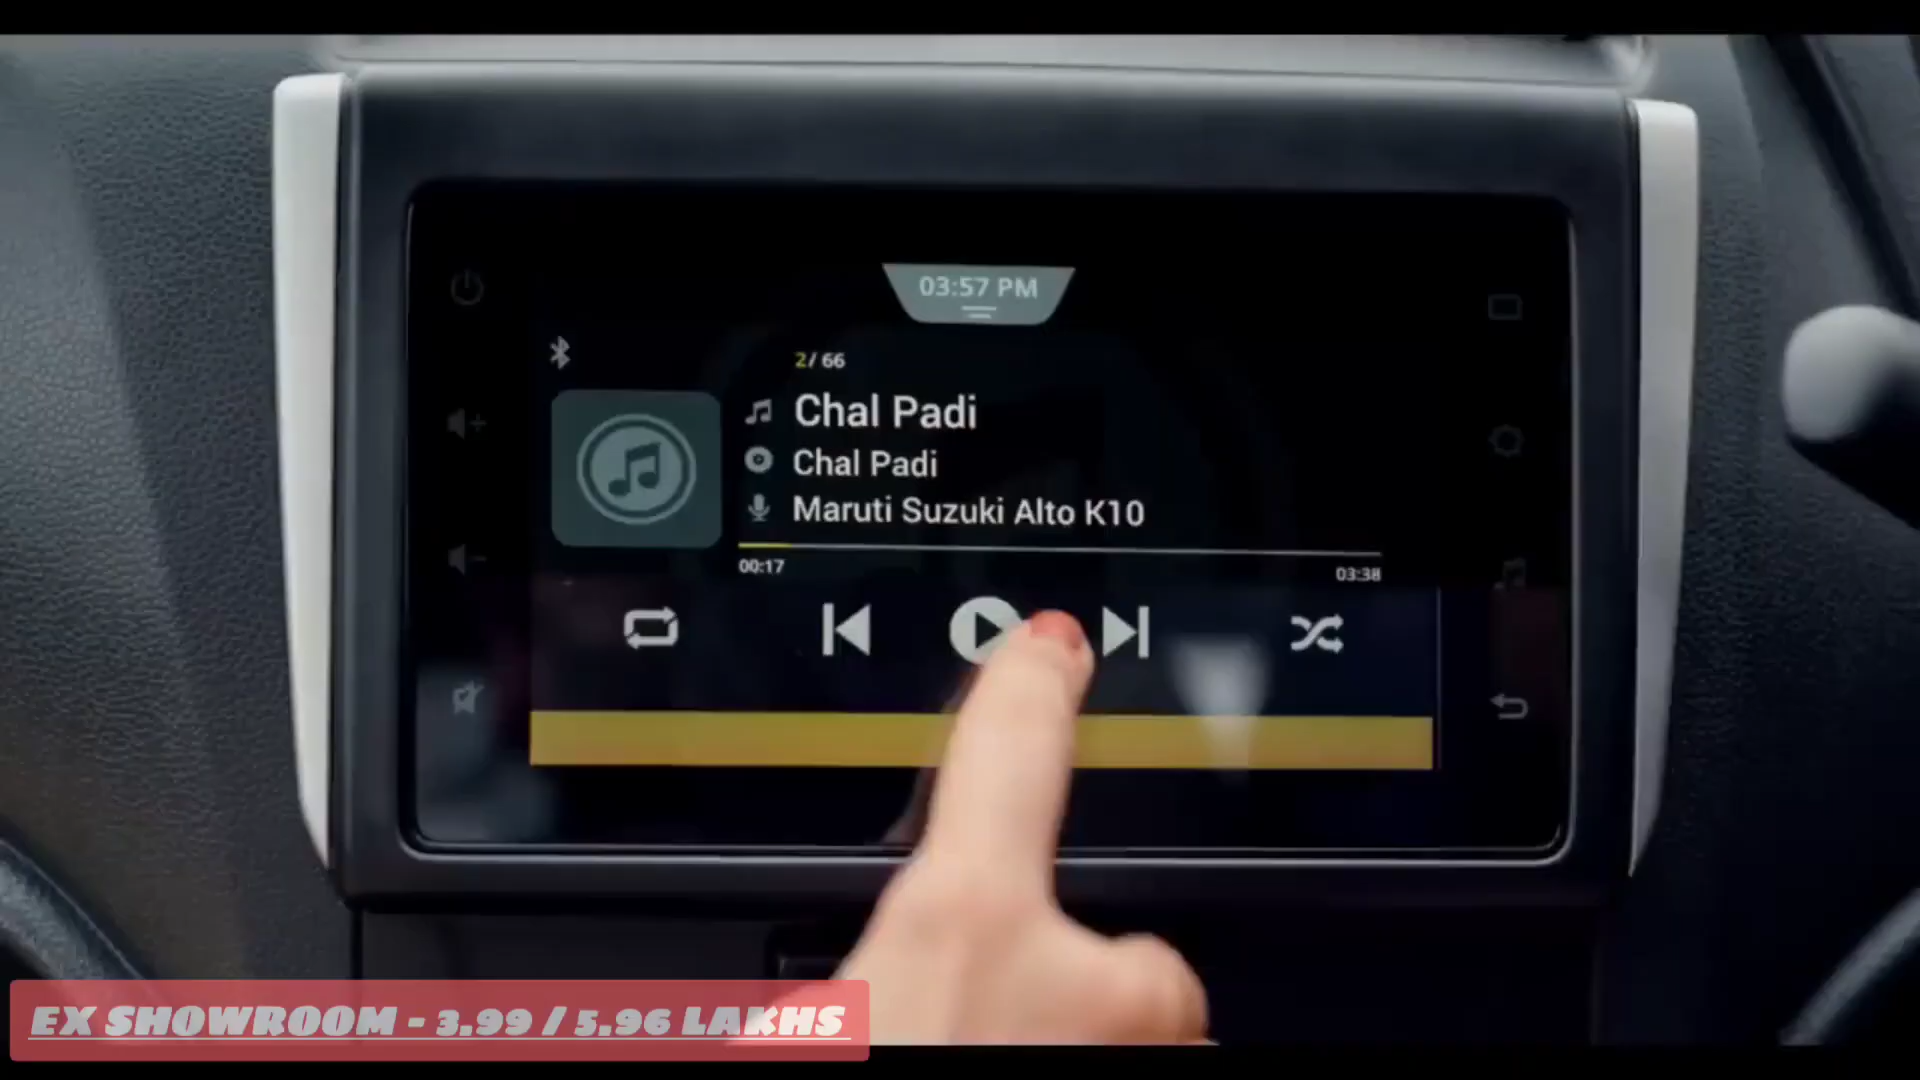 03:57 PM
2/ 66
Chal Padi
Chal Padi
Maruti Suzuki Alto K10
00:17
03:38
EX SHOWROOM - 3.99 / 5.96 LAKHS